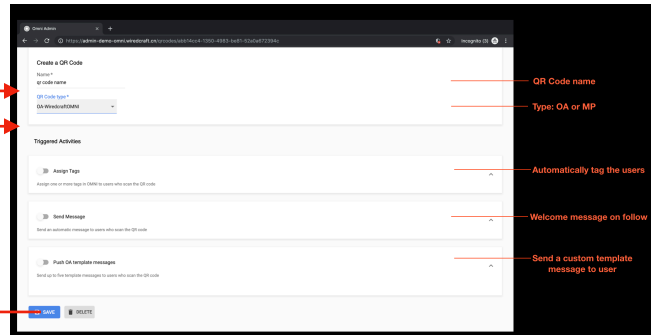 Omni Admin
https://admin-demo-omni.wiredcraft.cn/qrcodes/abb14cc4-1350-4983-be81-52a0a672394c
Incognito (3)
Create a QR Code
Name *
qr code name
QR Code name
QR Code type *
OA-WiredcraftOMNI
Type: OA or MP
Triggered Activities
Assign Tags
Automatically tag the users
Assign one or more tags in OMNI to users who scan the QR code
Send Message
Welcome message on follow
Send an automatic message to users who scan the QR code
Push OA template messages
Send a custom template
message to user
Send up to five template messages to users who scan the QR code
SAVE
DELETE